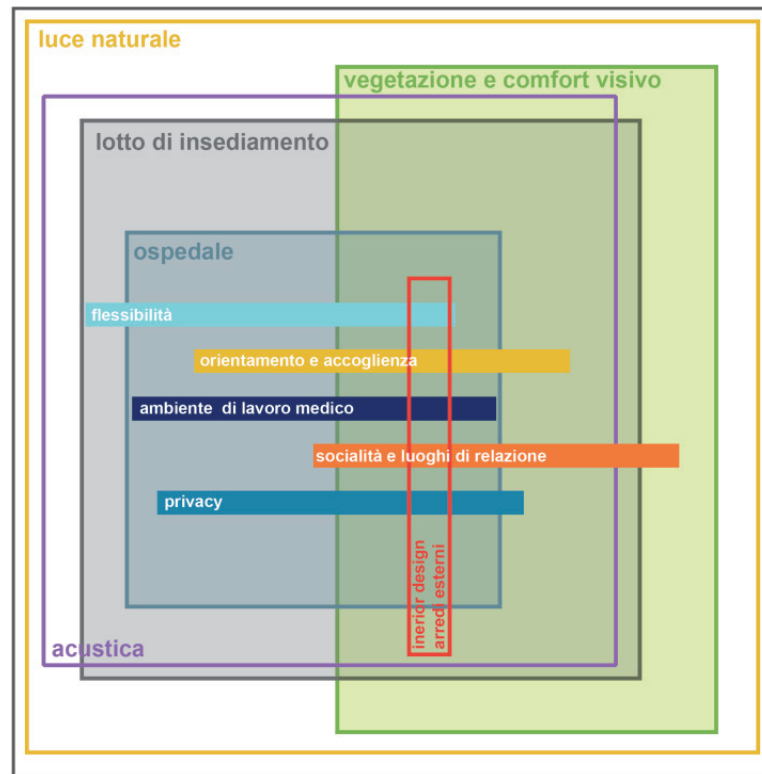 luce naturale
vegetazione e comfort visivo
lotto di insediamento
ospedale
flessibilità
orientamento e accoglienza
ambiente di lavoro medico
socialità e luoghi di relazione
privacy
inerior design
arredi esterni
acustica